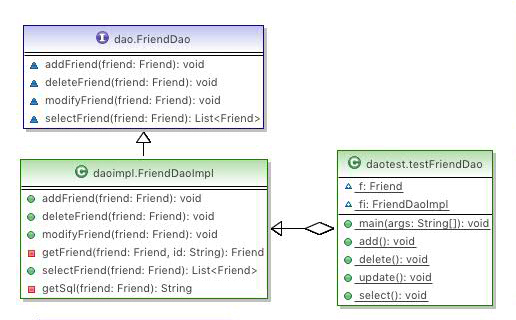 I dao.FriendDao
addFriend(friend: Friend): void
deleteFriend(friend: Friend): void
modifyFriend(friend: Friend): void
selectFriend(friend: Friend): List<Friend>
C daoimpl.FriendDaoImpl
addFriend(friend: Friend): void
deleteFriend(friend: Friend): void
modifyFriend(friend: Friend): void
getFriend(friend: Friend, id: String): Friend
selectFriend(friend: Friend): List<Friend>
getSql(friend: Friend): String
C daotest.testFriendDao
f: Friend
fi: FriendDaoImpl
main(args: String[]): void
add(): void
delete(): void
update(): void
select(): void